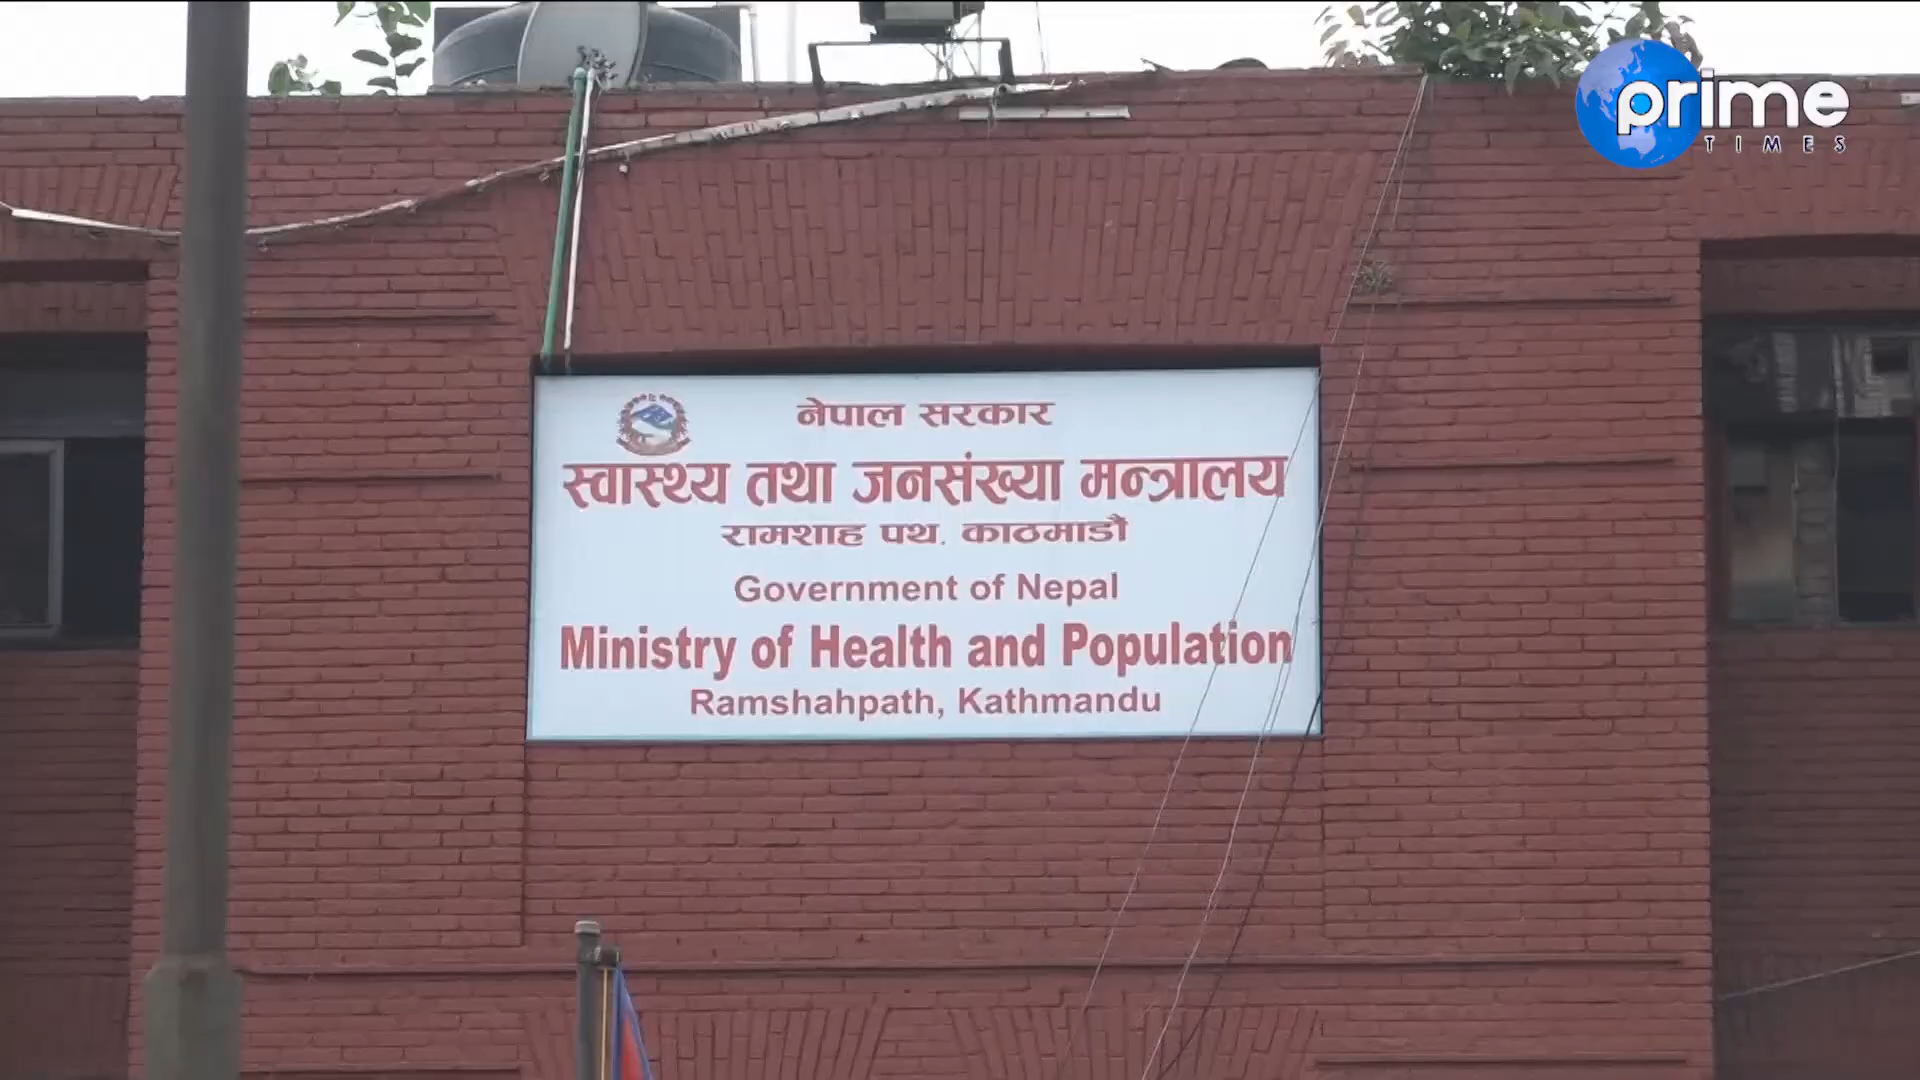 prime
TIMES
नेपाल सरकार
स्वास्थ्य तथा जनसंख्या मन्त्रालय
रामशाह पथ, काठमाडौं
Government of Nepal
Ministry of Health and Population
Ramshahpath, Kathmandu